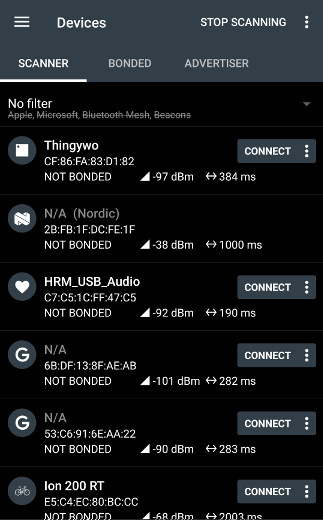 Devices STOP SCANNING
SCANNER BONDED ADVERTISER
No filter
Apple, Microsoft, Bluetooth Mesh, Beacons
Thingywo
CONNECT
CF:86:FA:83:D1:82
NOT BONDED -97 dBm 384 ms
N/A (Nordic)
2B:FB:1F:DC:FE:1F
NOT BONDED -38 dBm 1000 ms
HRM_USB_Audio
CONNECT
C7:C5:1C:FF:47:C5
NOT BONDED -92 dBm 190 ms
N/A
CONNECT
6B:DF:13:8F:AE:AB
NOT BONDED -101 dBm 282 ms
N/A
CONNECT
53:C6:91:6E:AA:22
NOT BONDED -90 dBm 283 ms
Ion 200 RT
CONNECT
E5:C4:EC:80:BC:CC
NOT BONDED -68 dBm 2003 ms